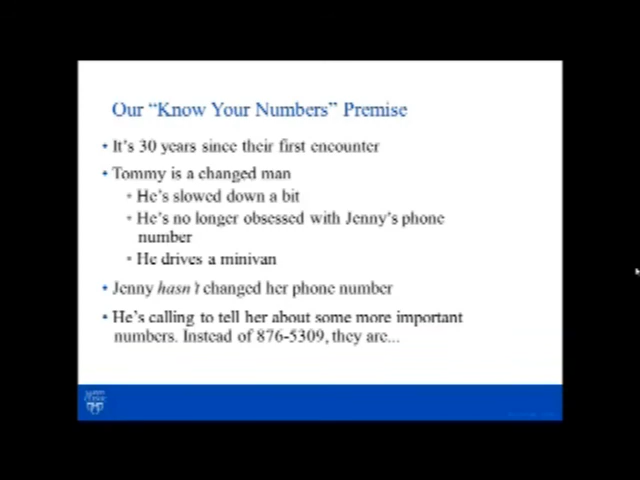 Our “Know Your Numbers” Premise
• It’s 30 years since their first encounter
• Tommy is a changed man
• He’s slowed down a bit
• He’s no longer obsessed with Jenny’s phone
number
• He drives a minivan
• Jenny hasn’t changed her phone number
• He’s calling to tell her about some more important
numbers. Instead of 876-5309, they are...